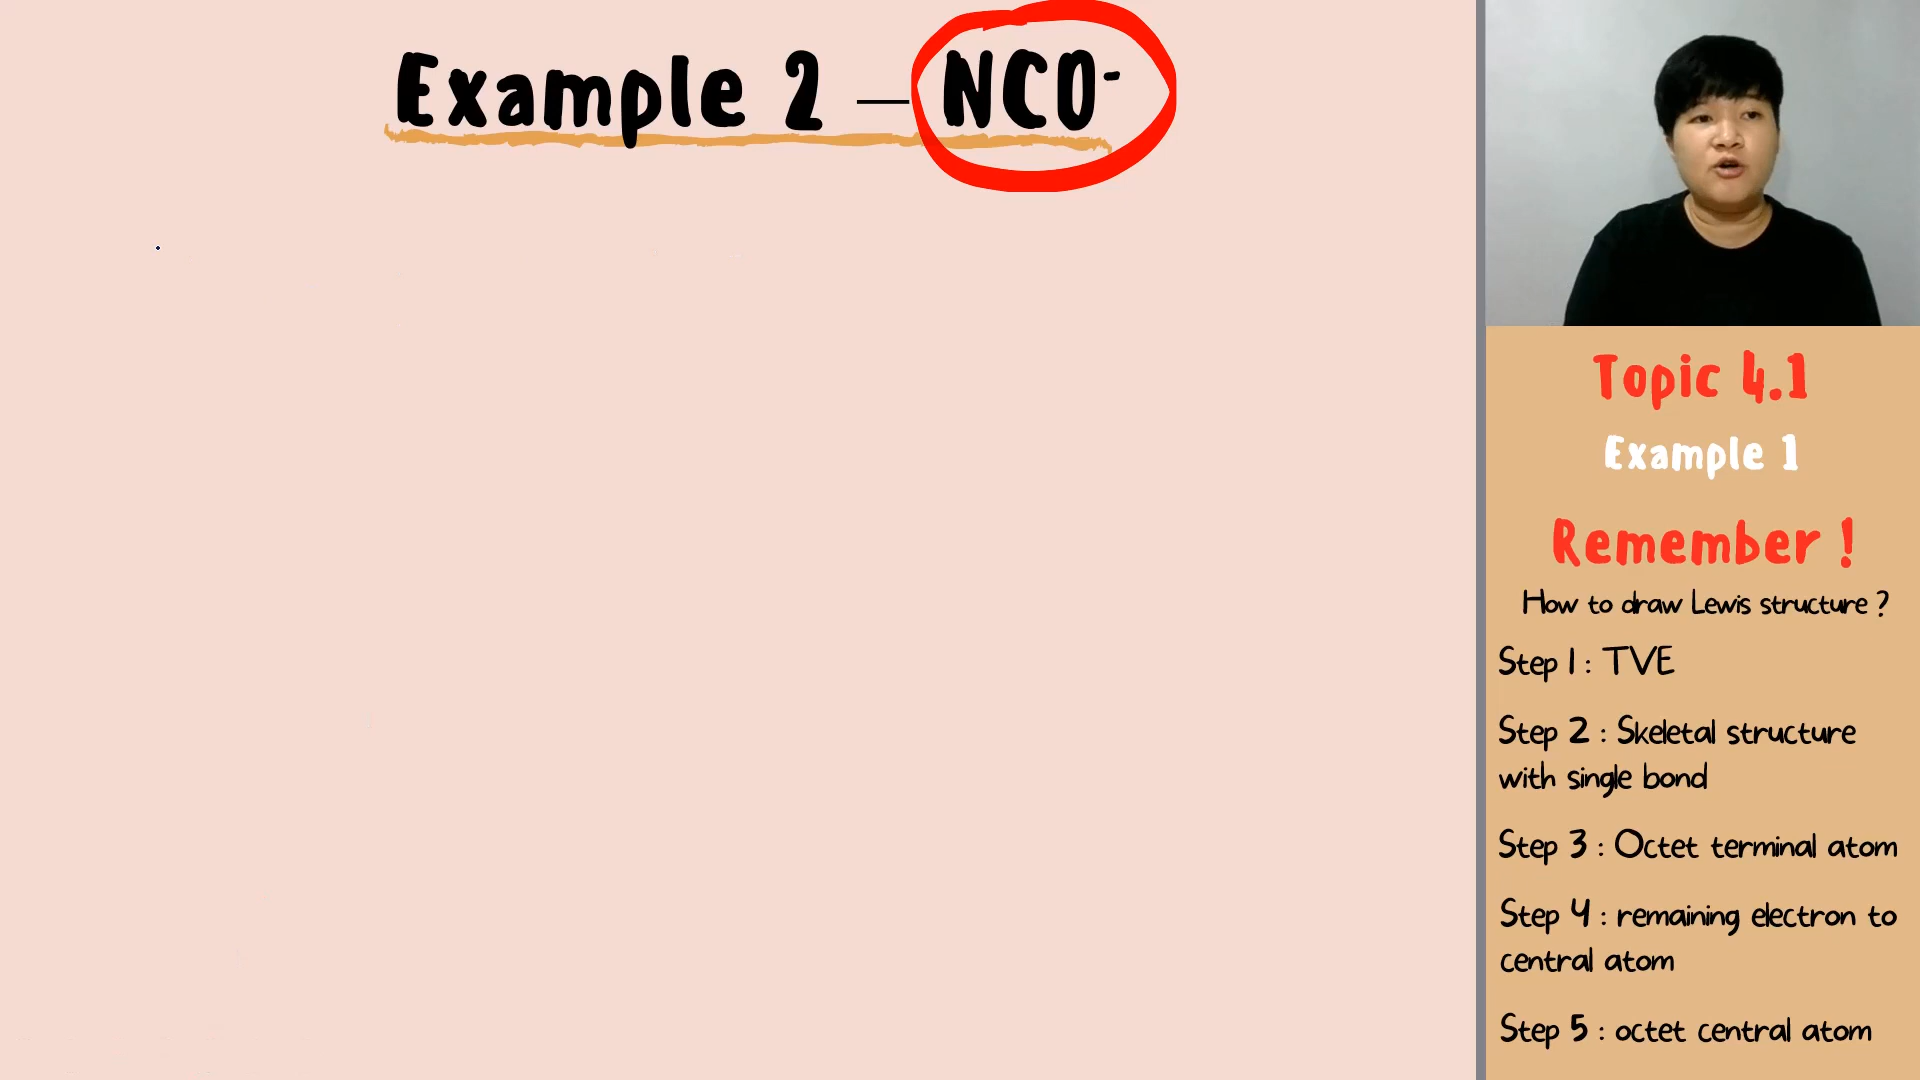 Example 2 — NCO⁻
Topic 4.1
Example 1
Remember !
How to draw Lewis structure ?
Step 1 : TVE
Step 2 : Skeletal structure
with single bond
Step 3 : Octet terminal atom
Step 4 : remaining electron to
central atom
Step 5 : octet central atom